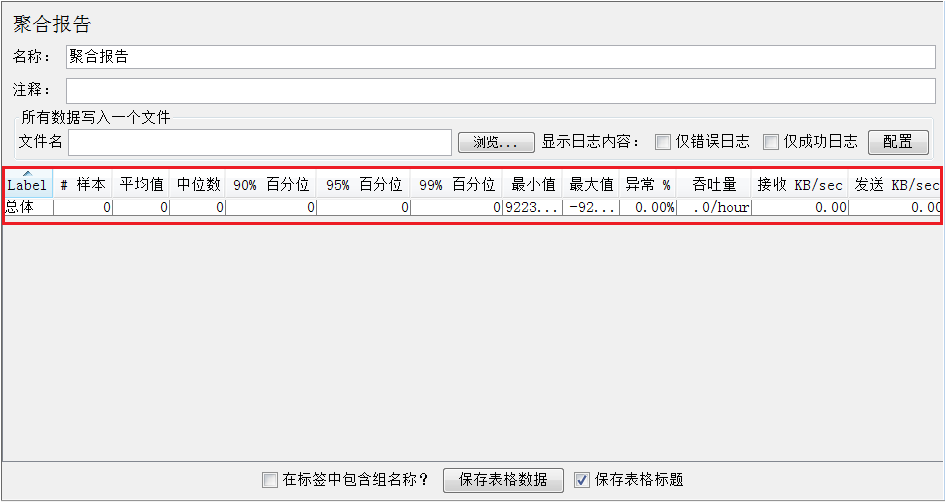 聚合报告
名称： 聚合报告
注释：
所有数据写入一个文件
文件名 浏览... 显示日志内容： 仅错误日志 仅成功日志 配置
Label # 样本 平均值 中位数 90% 百分位 95% 百分位 99% 百分位 最小值 最大值 异常 % 吞吐量 接收 KB/sec 发送 KB/sec
总体 0 0 0 0 0 0 9223... -92... 0.00% .0/hour 0.00 0.00
在标签中包含组名称？ 保存表格数据 保存表格标题